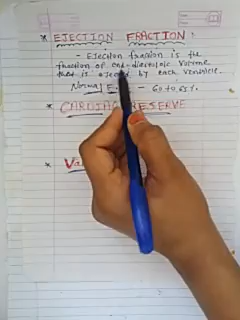 * EJECTION FRACTION:
- Ejection fraction is the
fraction of end-diastolic volume
that is ejected by each ventricle.
Normal E. - 60 to 65%.
* CARDIAC RESERVE
* Va